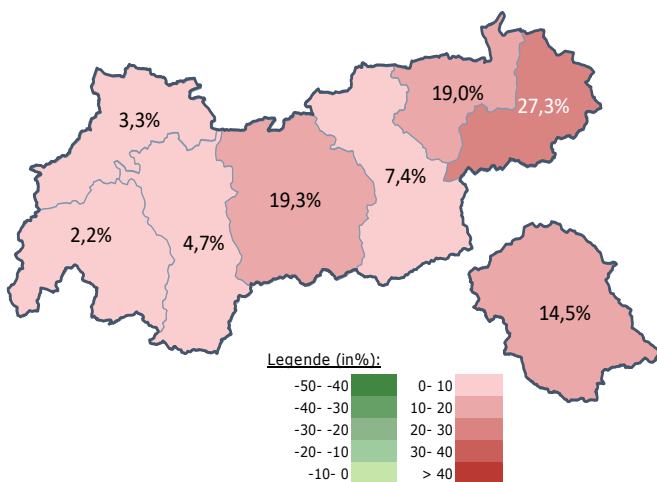 19,0%
27,3%
3,3%
7,4%
19,3%
2,2%
4,7%
14,5%
Legende (in%):
-50- -40 0- 10
-40- -30 10- 20
-30- -20 20- 30
-20- -10 30- 40
-10- 0 > 40